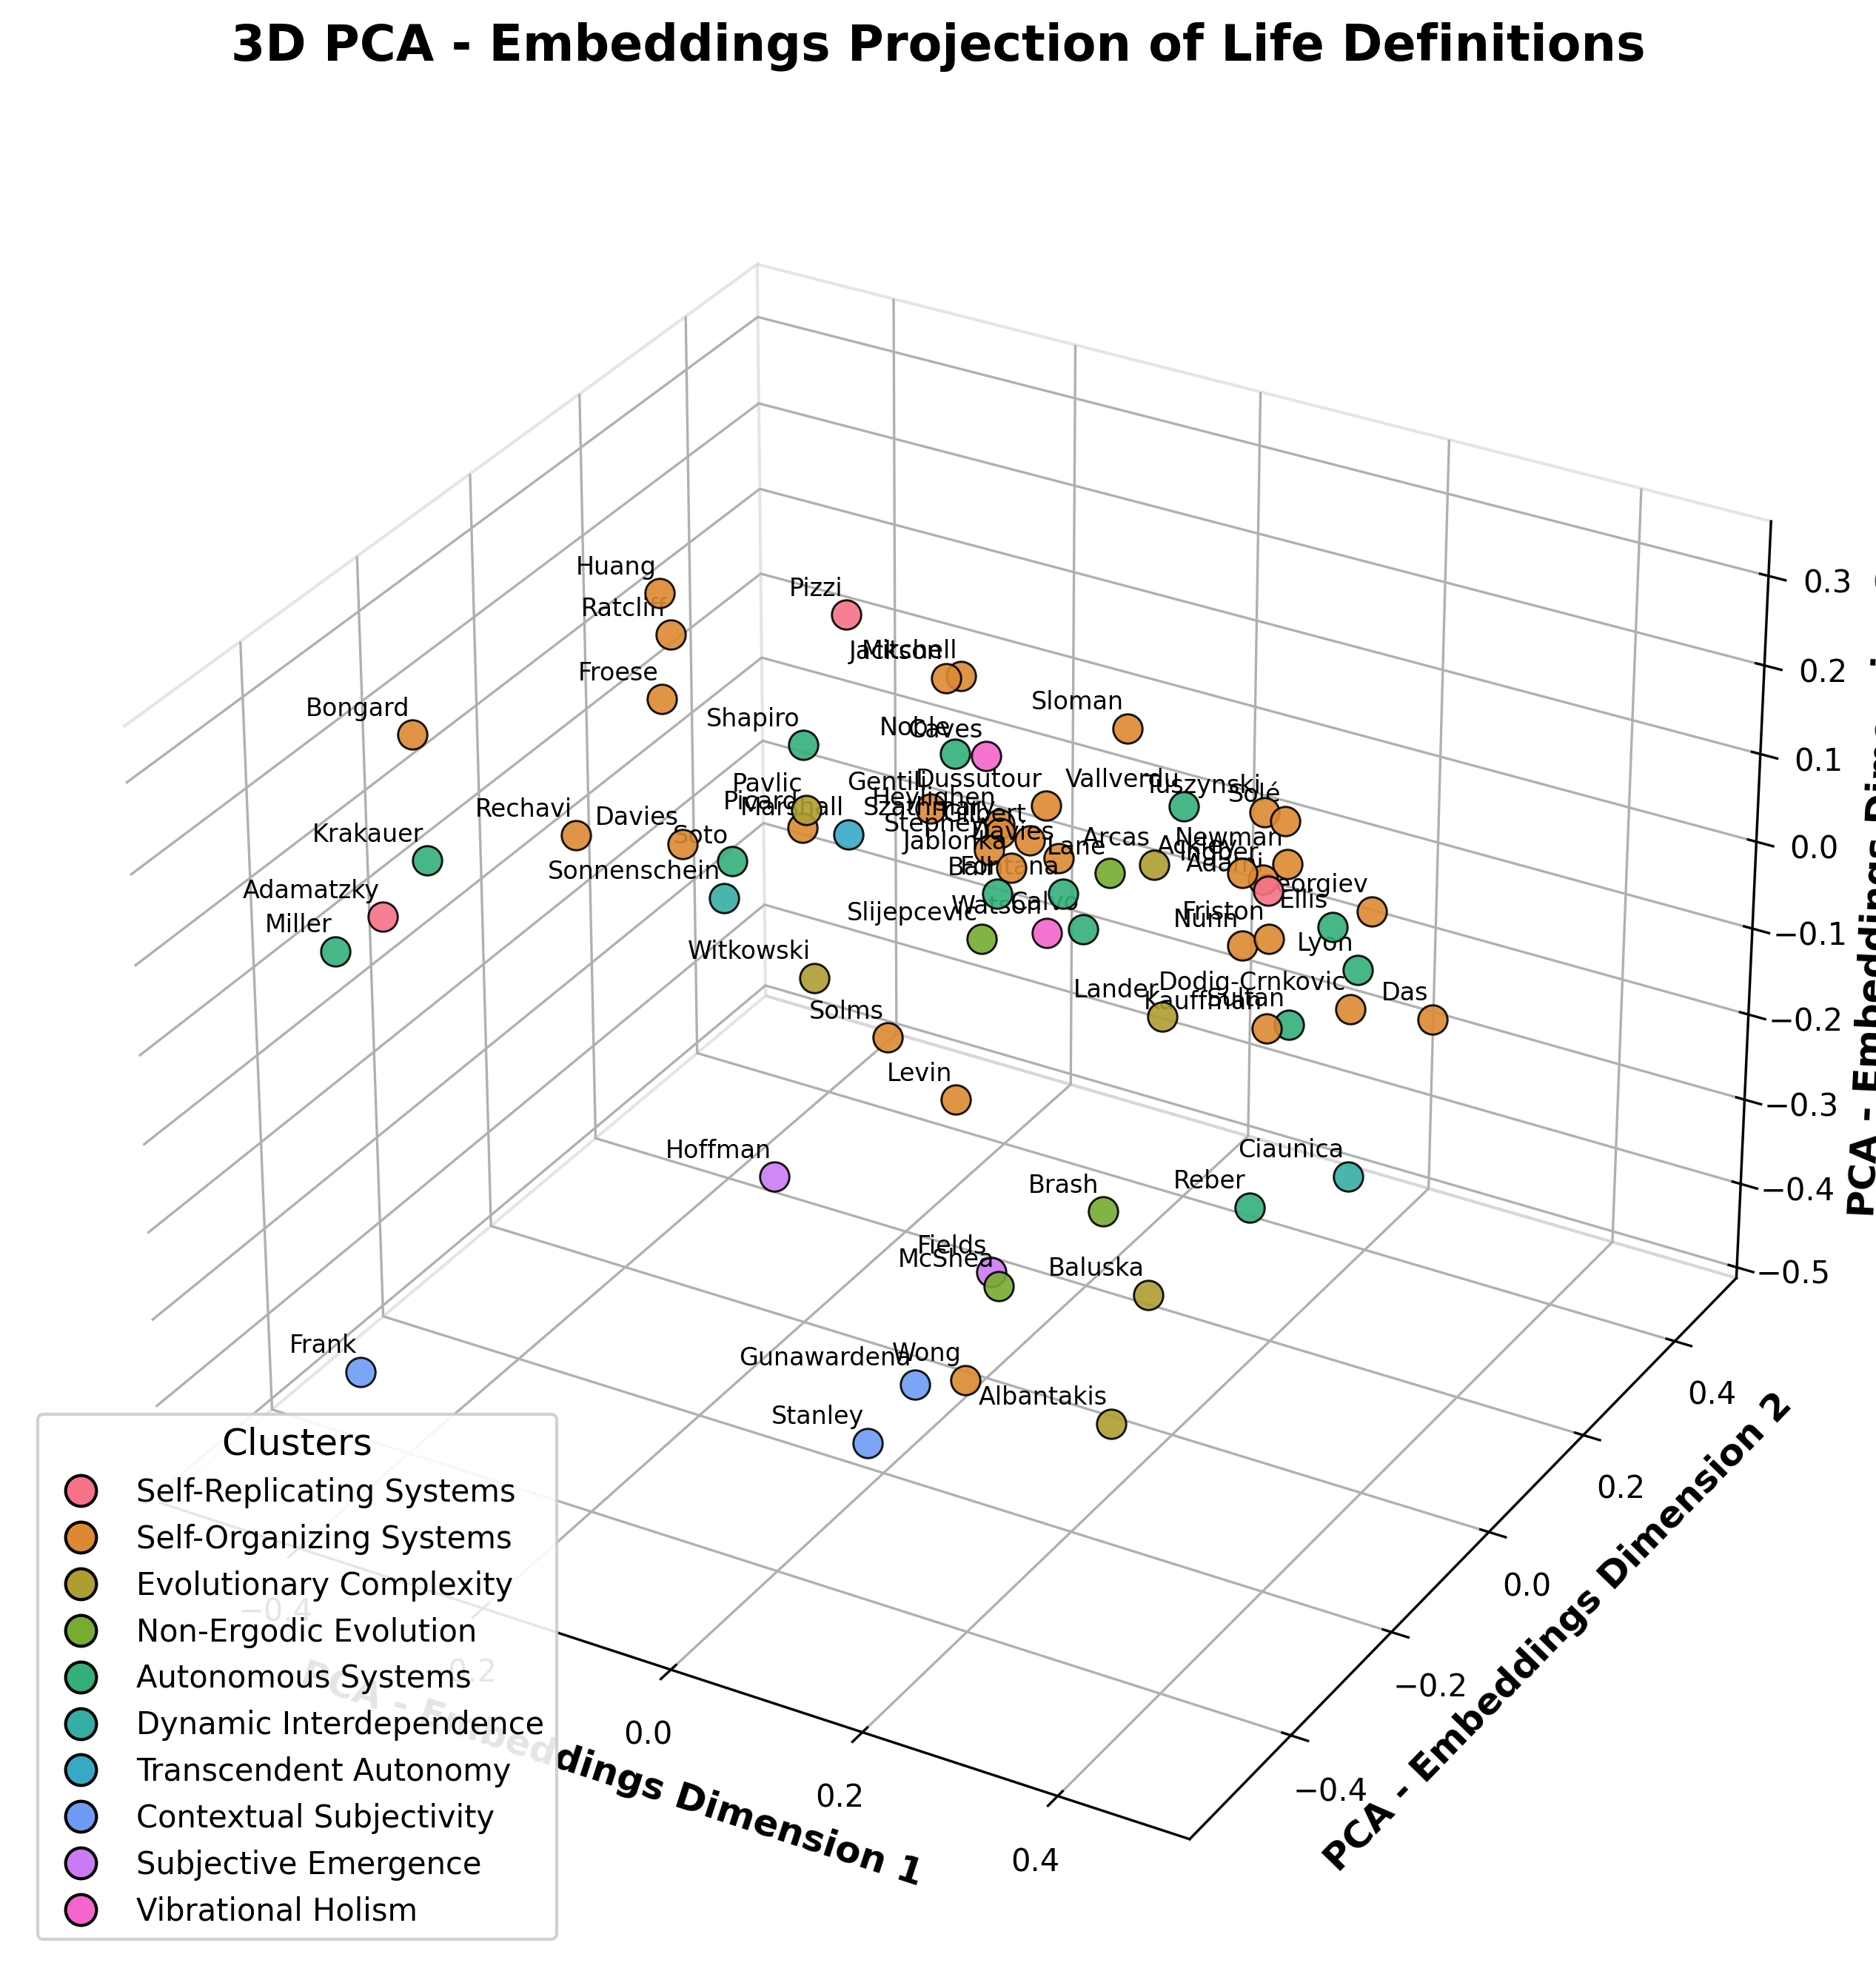 3D PCA - Embeddings Projection of Life Definitions
Huang
Ratcliff
Pizzi
Froese
Jackson
Mitchell
Bongard
Sloman
Shapiro
Noble
Caves
Pavlic
Picard
Marshall
Gentili
Dussutour
Vallverdu
Tuszynski
Solé
Heylighen
Rechavi
Davies
Soto
Krakauer
Sonnenschein
Stephen
Jablonka
Davies
Lane
Arcas
Ackley
Newman
Adami
Georgiev
Ellis
Ball
Fontana
Adamatzky
Miller
Slijepcevic
Watson
Calvo
Friston
Nunn
Lyon
Witkowski
Lander
Dodig-Crnkovic
Kauffman
Sultan
Das
Solms
Levin
Hoffman
Ciaunica
Reber
Brash
Fields
McShea
Baluska
Frank
Gunawardena
Wong
Albantakis
Stanley
0.3
0.2
0.1
0.0
−0.1
−0.2
−0.3
−0.4
−0.5
0.4
0.2
0.0
−0.2
−0.4
PCA - Embeddings Dimension 2
−0.4
0.2
0.0
0.2
0.4
PCA - Embeddings Dimension 1
Clusters
Self-Replicating Systems
Self-Organizing Systems
Evolutionary Complexity
Non-Ergodic Evolution
Autonomous Systems
Dynamic Interdependence
Transcendent Autonomy
Contextual Subjectivity
Subjective Emergence
Vibrational Holism